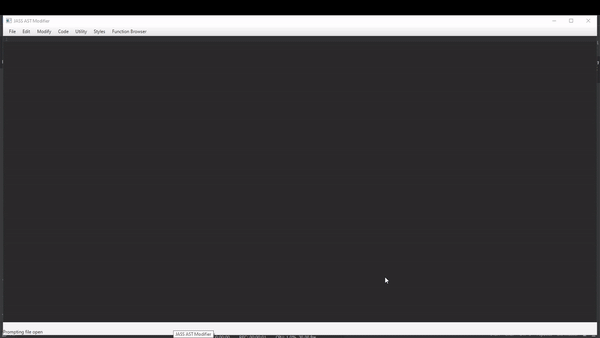 JASS AST Modifier
File Edit Modify Code Utility Styles Function Browser
Prompting file open
JASS AST Modifier